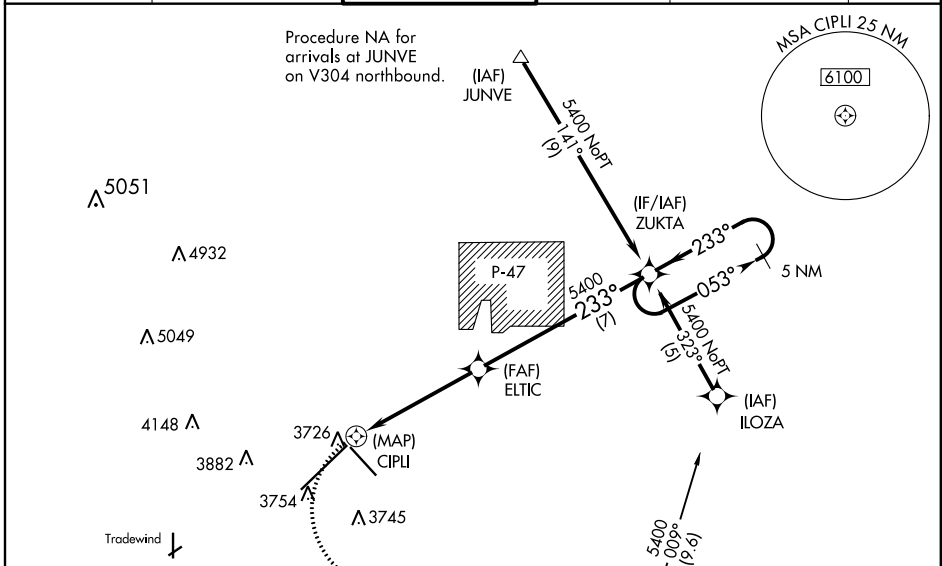 Procedure NA for
arrivals at JUNVE
on V304 northbound.
(IAF)
JUNVE
MSA CIPLI 25 NM
6100
5400 NoPT
141°
(9)
5051
(IF/IAF)
ZUKTA
4932
233°
P-47
053°
5 NM
5400
233°
(7)
5400 NoPT
323°
(5)
5049
(FAF)
ELTIC
(IAF)
ILOZA
4148
3726
(MAP)
CIPLI
3882
3754
3745
Tradewind
5400
009°
(9.6)